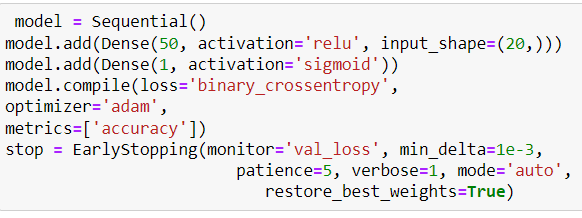 model = Sequential()
model.add(Dense(50, activation='relu', input_shape=(20,)))
model.add(Dense(1, activation='sigmoid'))
model.compile(loss='binary_crossentropy',
optimizer='adam',
metrics=['accuracy'])
stop = EarlyStopping(monitor='val_loss', min_delta=1e-3,
patience=5, verbose=1, mode='auto',
restore_best_weights=True)